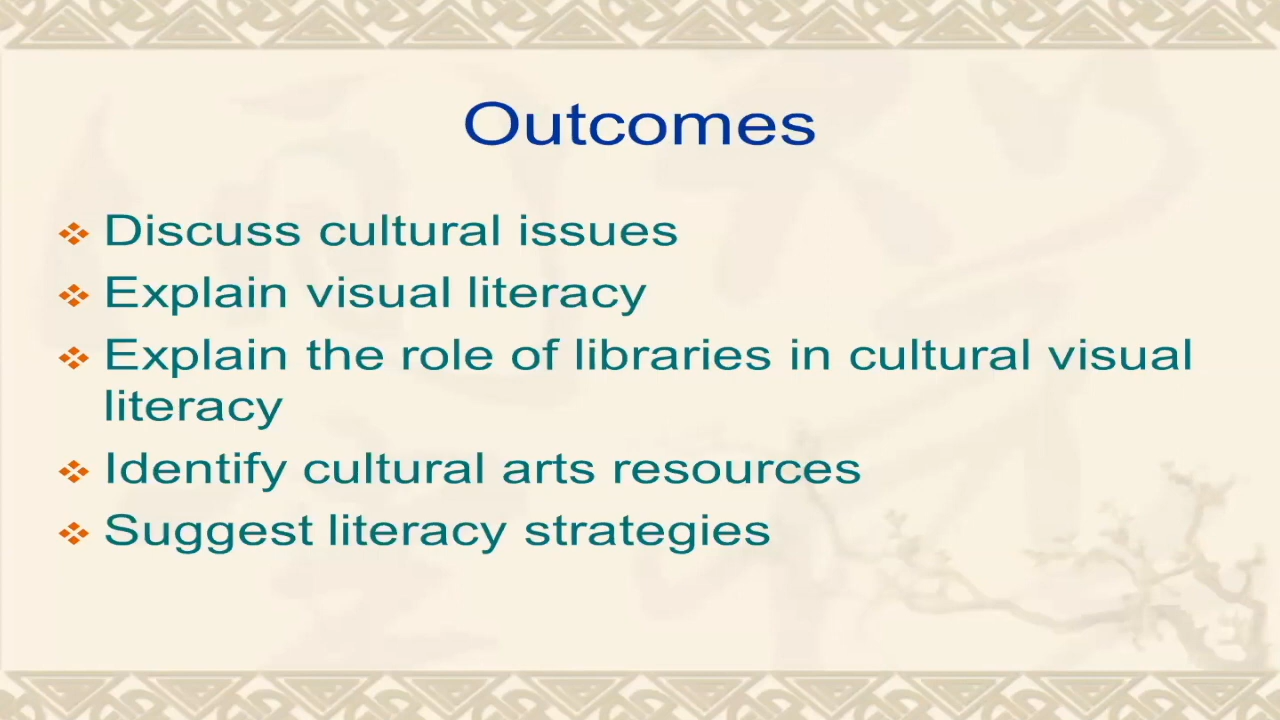 Outcomes
Discuss cultural issues
Explain visual literacy
Explain the role of libraries in cultural visual
literacy
Identify cultural arts resources
Suggest literacy strategies